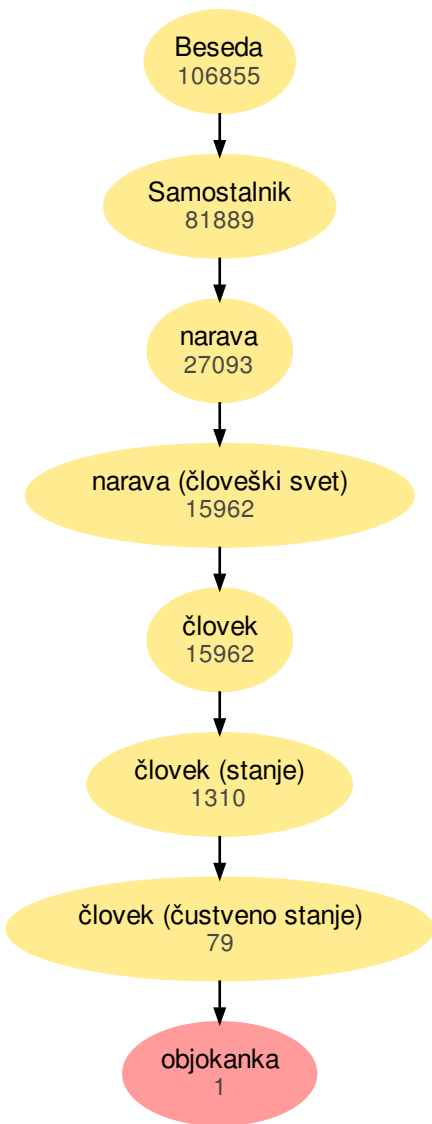 Beseda
106855
Samostalnik
81889
narava
27093
narava (človeški svet)
15962
človek
15962
človek (stanje)
1310
človek (čustveno stanje)
79
objokanka
1